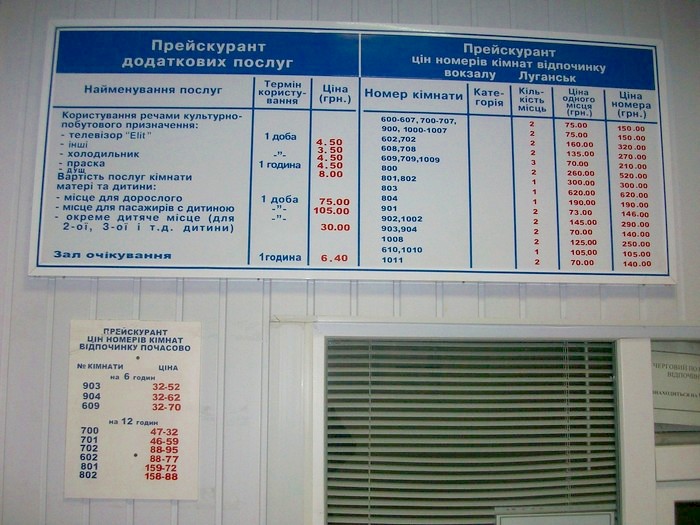 Прейскурант
додаткових послуг
Найменування послуг
Термін
користу-
вання
Ціна
(грн.)
Користування речами культурно-
побутового призначення:
- телевізор "Elit" 1 доба 4.50
- інші 3.50
- холодильник -"- 4.50
- праска 1 година 4.50
- душ 8.00
Вартість послуг кімнати
матері та дитини:
- місце для дорослого 1 доба 75.00
- місце для пасажирів с дитиною -"- 105.00
- окреме дитяче місце (для -"-
2-ої, 3-ої і т.д. дитини) 30.00
Зал очікування 1година 6.40
Прейскурант
цін номерів кімнат відпочинку
вокзалу Луганськ
Номер кімнати
Кате-
горія
Кіль-
кість
місць
Ціна
одного
місця
(грн.)
Ціна
номера
(грн.)
600-607, 700-707, 2 75.00 150.00
900, 1000-1007 2 75.00 150.00
602,702 2 160.00 320.00
608,708 2 135.00 270.00
609,709,1009 3 70.00 210.00
800 2 260.00 520.00
801,802 1 300.00 300.00
803 1 620.00 620.00
804 1 190.00 190.00
901 2 73.00 146.00
902,1002 2 145.00 290.00
903,904 2 70.00 140.00
1008 2 125.00 250.00
610,1010 1 105,00 105.00
1011 2 70.00 140.00
ПРЕЙСКУРАНТ
ЦІН НОМЕРІВ КІМНАТ
ВІДПОЧИНКУ ПОЧАСОВО
№ КІМНАТИ ЦІНА
на 6 годин
903 32-52
904 32-62
609 32-70
на 12 годин
700 47-32
701 46-59
702 88-95
602 88-77
801 159-72
802 158-88
ЧЕРГОВИЙ
ВІДПОЧИ